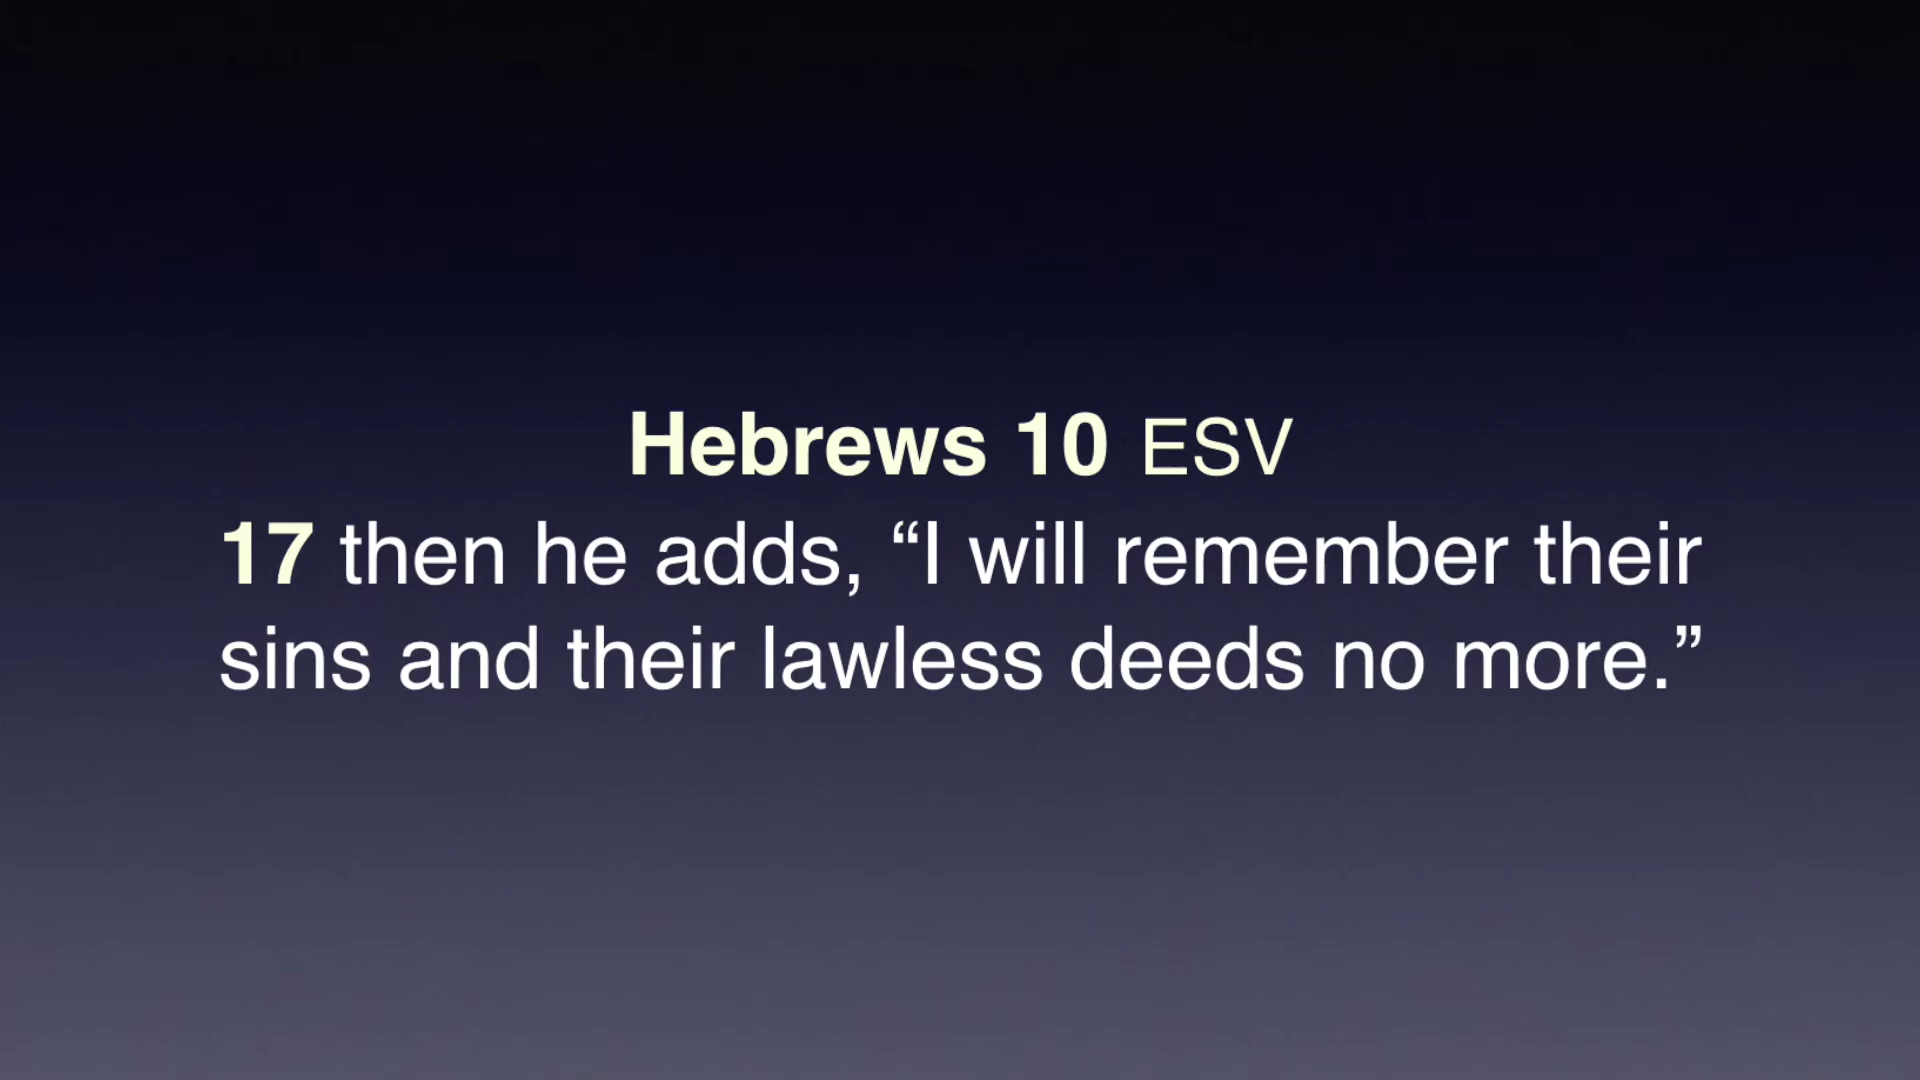 Hebrews 10 ESV
17 then he adds, “I will remember their
sins and their lawless deeds no more.”